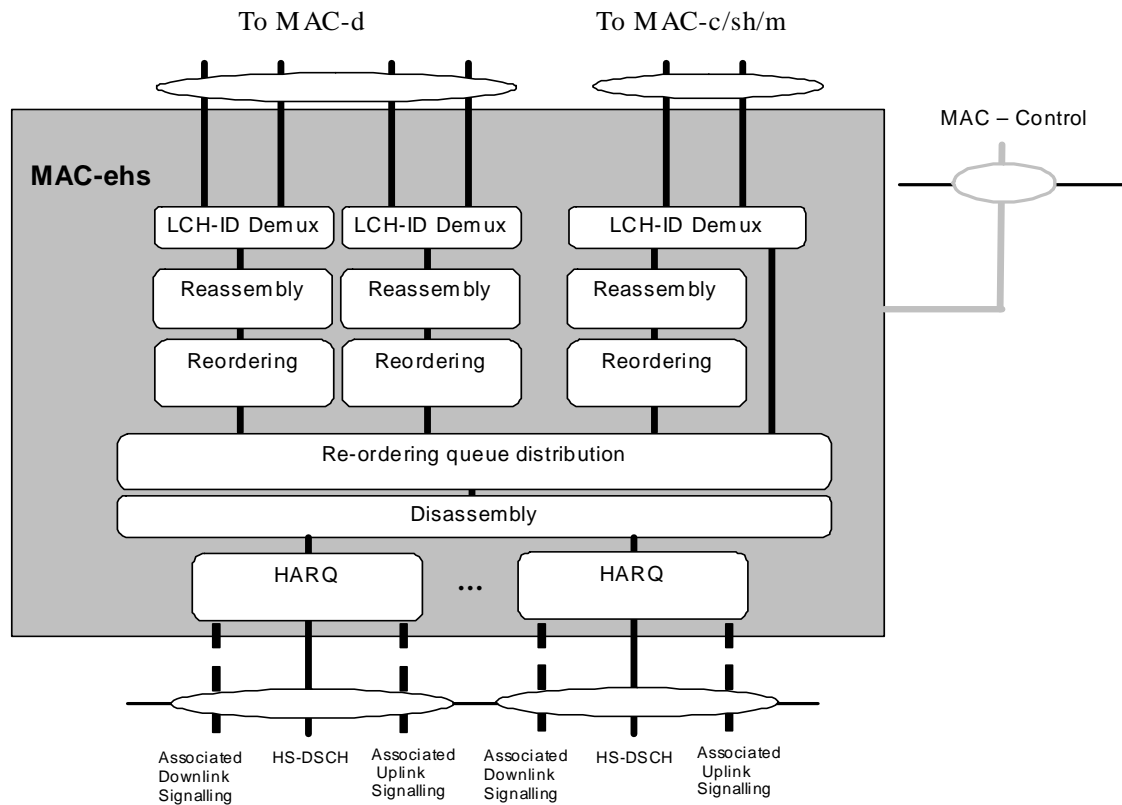 To MAC-d
To MAC-c/sh/m
MAC – Control
MAC-ehs
LCH-ID Demux
LCH-ID Demux
LCH-ID Demux
Reassembly
Reassembly
Reassembly
Reordering
Reordering
Reordering
Re-ordering queue distribution
Disassembly
HARQ
...
HARQ
Associated
Downlink
Signalling
HS-DSCH
Associated
Uplink
Signalling
Associated
Downlink
Signalling
HS-DSCH
Associated
Uplink
Signalling